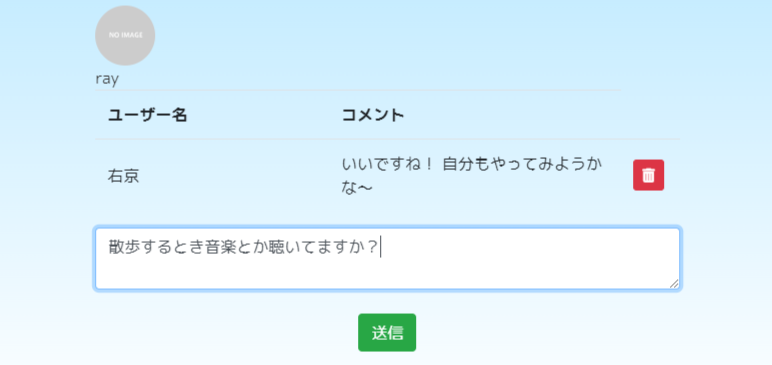 NO IMAGE
ray
ユーザー名 コメント
右京
いいですね！ 自分もやってみようか
な〜
散歩するとき音楽とか聴いてますか？
送信